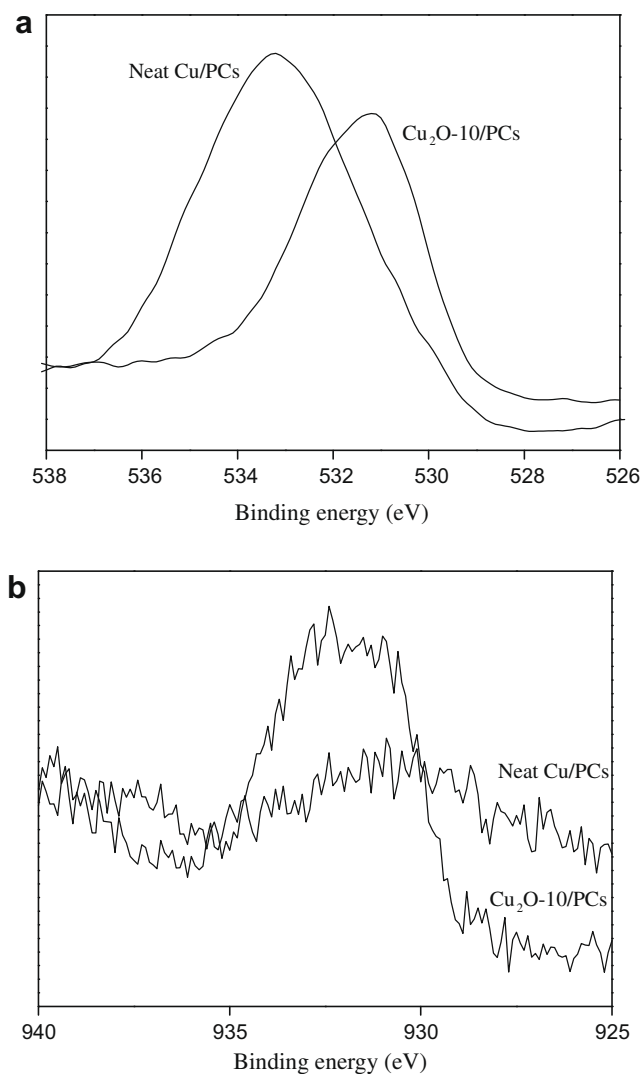 a
Neat Cu/PCs
Cu₂O-10/PCs
538 536 534 532 530 528 526
Binding energy (eV)
b
Neat Cu/PCs
Cu₂O-10/PCs
940 935 930 925
Binding energy (eV)